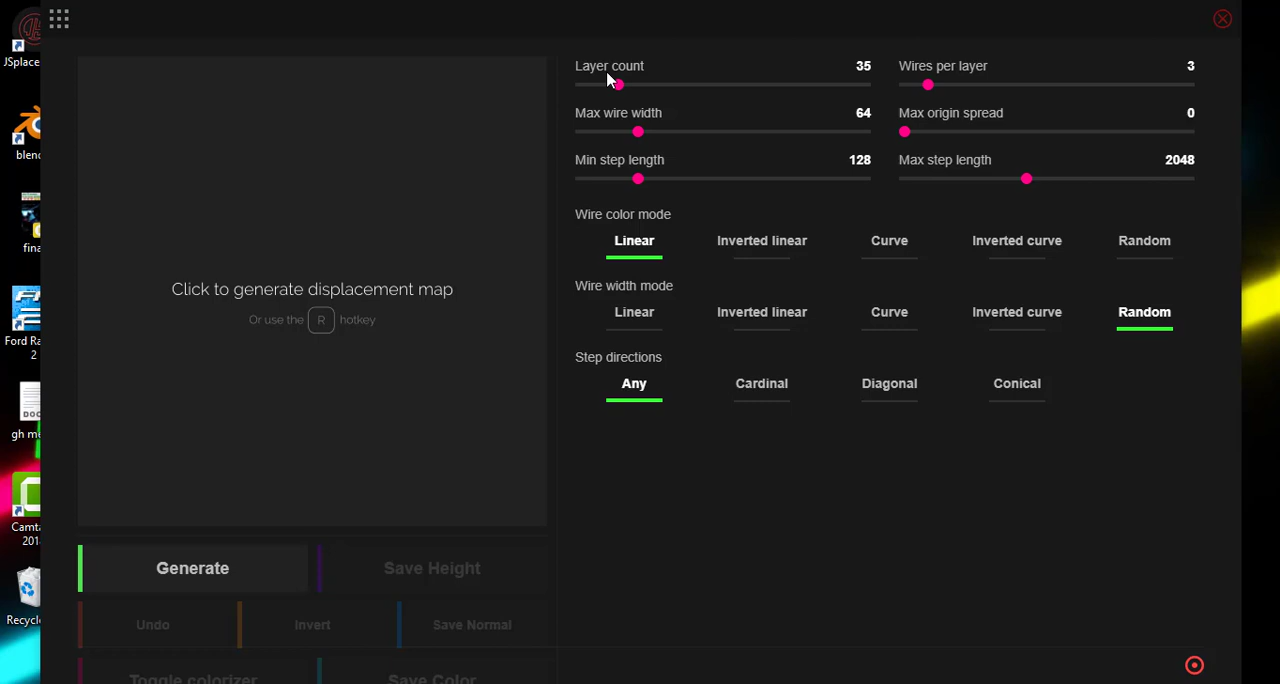 JSplace
blend
fina
Ford Ra
2
DOC
gh me
Camta
201
Recycle
Click to generate displacement map
Or use the R hotkey
Generate
Save Height
Undo
Invert
Save Normal
Toggle colorizer
Save Color
Layer count 35
Wires per layer 3
Max wire width 64
Max origin spread 0
Min step length 128
Max step length 2048
Wire color mode
Linear Inverted linear Curve Inverted curve Random
Wire width mode
Linear Inverted linear Curve Inverted curve Random
Step directions
Any Cardinal Diagonal Conical